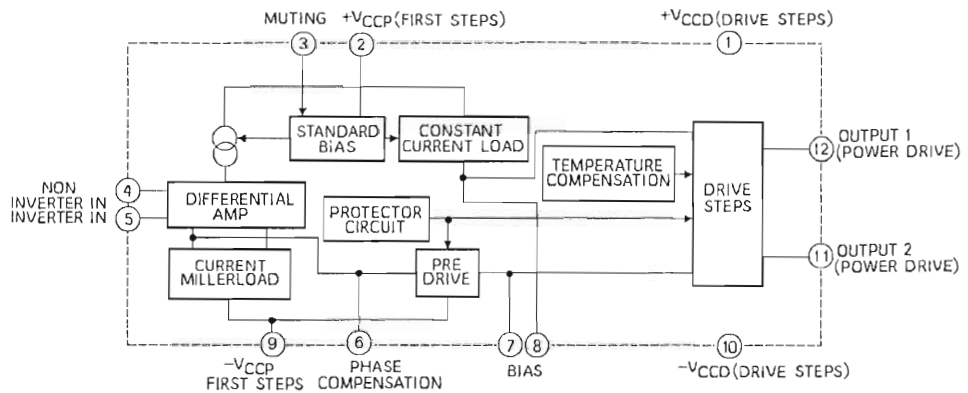 MUTING
+VCCP (FIRST STEPS)
+VCCD (DRIVE STEPS)
3
2
1
STANDARD
BiAS
CONSTANT
CURRENT LOAD
TEMPERATURE
COMPENSATION
DRIVE
STEPS
12
OUTPUT 1
(POWER DRIVE)
NON
INVERTER IN
INVERTER IN
4
5
DIFFERENTIAL
AMP
PROTECTOR
CIRCUIT
CURRENT
MILLERLOAD
PRE
DRIVE
11
OUTPUT 2
(POWER DRIVE)
9
6
7
8
10
-VCCP
FIRST STEPS
PHASE
COMPENSATION
BIAS
-VCCD (DRIVE STEPS)